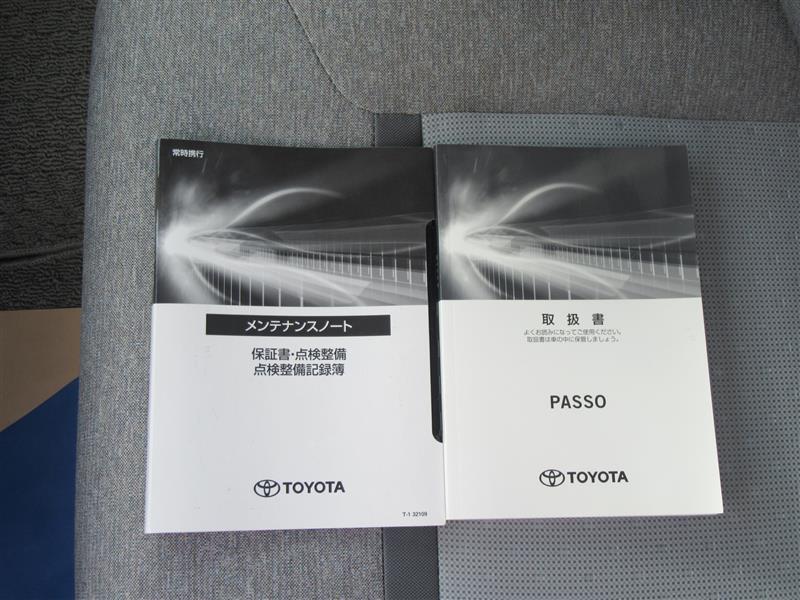 常時携行
メンテナンスノート
保証書・点検整備
点検整備記録簿
TOYOTA
T-1 32109
取扱書
よくお読みになってご使用ください。
取扱書は車の中に保管しましょう。
PASSO
TOYOTA